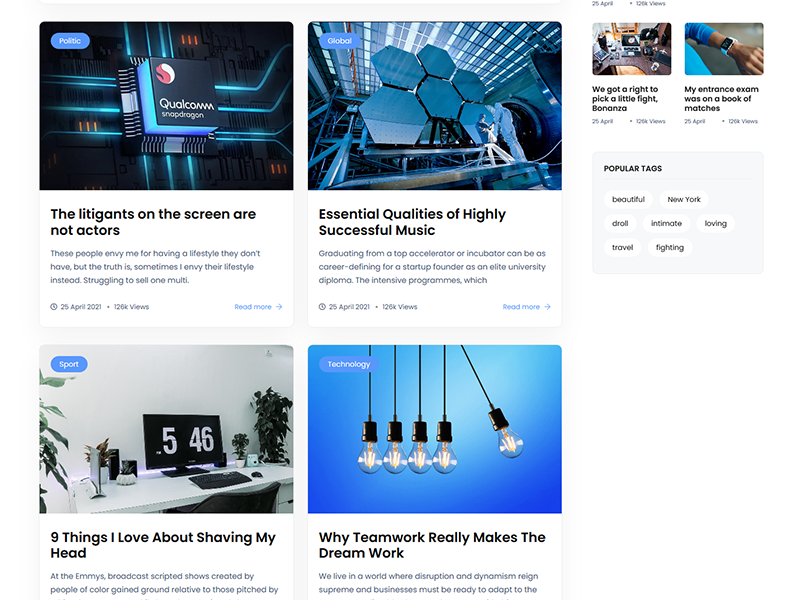 25 April • 126k Views
Politic
Qualcomm
snapdragon
The litigants on the screen are
not actors
These people envy me for having a lifestyle they don't
have, but the truth is, sometimes I envy their lifestyle
instead. Struggling to sell one multi.
25 April 2021 • 126k Views
Read more
Global
Essential Qualities of Highly
Successful Music
Graduating from a top accelerator or incubator can be as
career-defining for a startup founder as an elite university
diploma. The intensive programmes, which
25 April 2021 • 126k Views
Read more
Sport
5 46
9 Things I Love About Shaving My
Head
At the Emmys, broadcast scripted shows created by
people of color gained ground relative to those pitched by
Technology
Why Teamwork Really Makes The
Dream Work
We live in a world where disruption and dynamism reign
supreme and businesses must be ready to adapt to the
We got a right to
pick a little fight,
Bonanza
25 April • 126k Views
My entrance exam
was on a book of
matches
25 April • 126k Views
POPULAR TAGS
beautiful
New York
droll
intimate
loving
travel
fighting